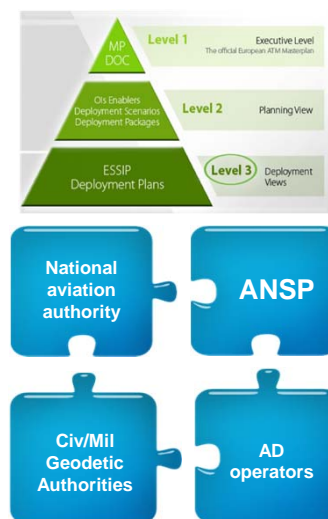 MP
DOC
Level 1
Executive Level
The official European ATM Masterplan
OIs Enablers
Deployment Scenarios
Deployment Packages
Level 2
Planning View
ESSIP
Deployment Plans
Level 3
Deployment
Views
National
aviation
authority
ANSP
Civ/Mil
Geodetic
Authorities
AD
operators